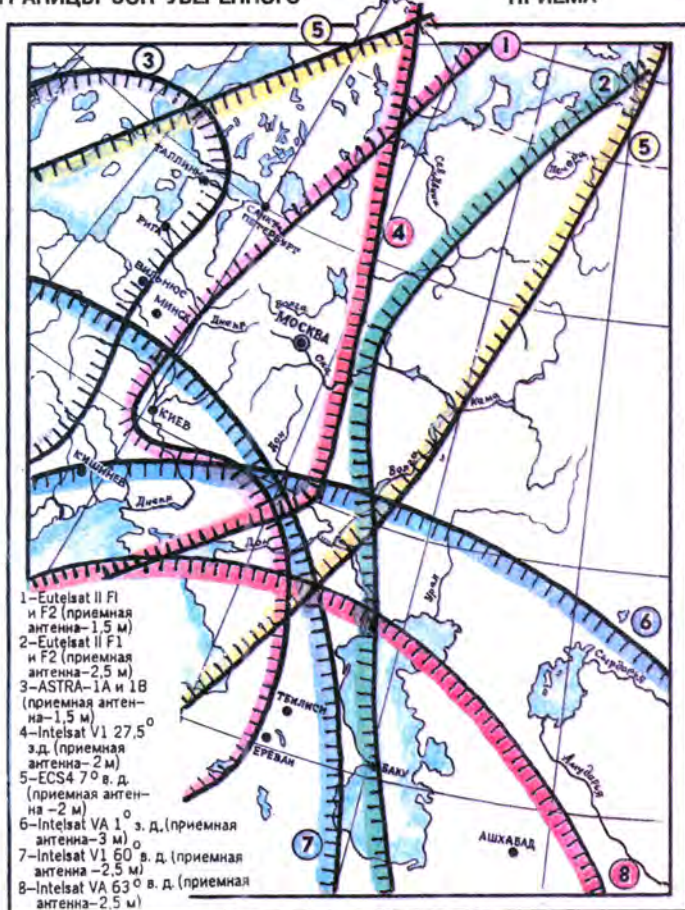 ГРАНИЦЫ ЗОН УВЕРЕННОГО ПРИЕМА
5
1
3
2
5
Печора
Сев. Двина
ТАЛЛИНН
САНКТ-
ПЕТЕРБУРГ
РИГА
4
ВИЛЬНЮС
МИНСК
Волга
Днепр
МОСКВА
Ока
Кама
КИЕВ
Дон
Волга
КИШИНЕВ
Днепр
Дон
Урал
6
Сырдарья
1-Eutelsat II FI
и F2 (приемная
антенна-1,5 м)
2-Eutelsat II F1
и F2 (приемная
антенна-2,5 м)
3-ASTRA-1A и 1B
(приемная антен-
на-1,5 м)
4-Intelsat V1 27,5°
з.д. (приемная
антенна- 2 м)
5-ECS4 7° в. д.
(приемная антен-
на -2 м)
6-Intelsat VA 1° з. д. (приемная
антенна-3 м)
7-Intelsat V1 60° в. д. (приемная
антенна -2,5 м)
8-Intelsat VA 63° в. д. (приемная
антенна-2,5 м)
ТБИЛИСИ
ЕРЕВАН
БАКУ
Амударья
АШХАБАД
7
8